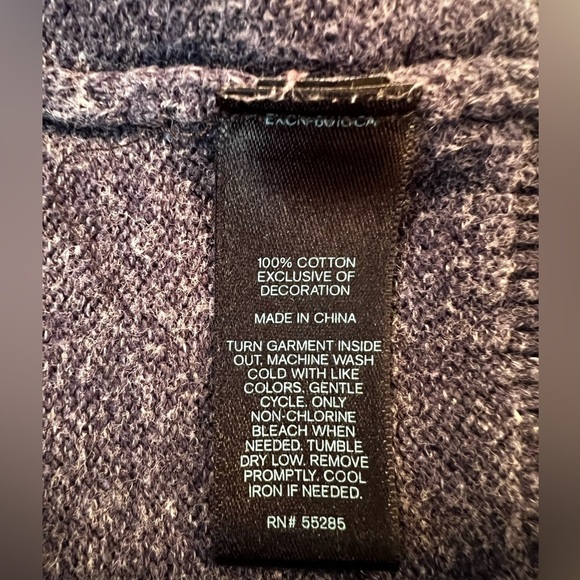 100% COTTON
EXCLUSIVE OF
DECORATION
MADE IN CHINA
TURN GARMENT INSIDE
OUT. MACHINE WASH
COLD WITH LIKE
COLORS. GENTLE
CYCLE. ONLY
NON-CHLORINE
BLEACH WHEN
NEEDED. TUMBLE
DRY LOW. REMOVE
PROMPTLY. COOL
IRON IF NEEDED.
RN# 55285